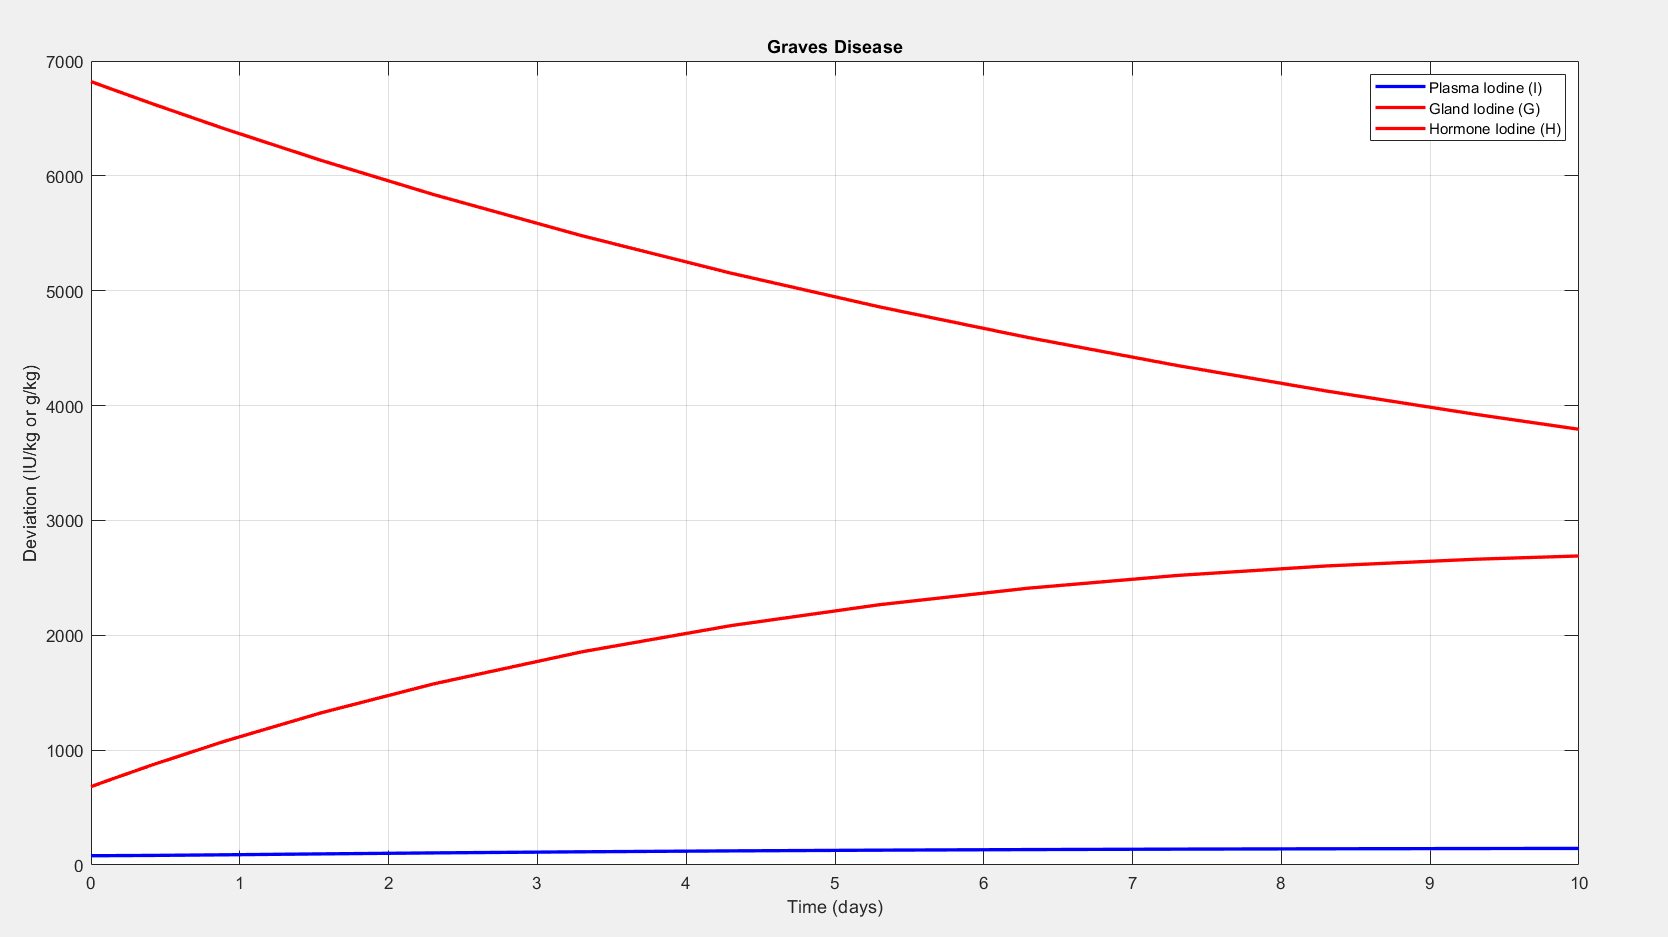 Graves Disease
Plasma Iodine (I)
Gland Iodine (G)
Hormone Iodine (H)
7000
6000
5000
4000
3000
2000
1000
0
Deviation (IU/kg or g/kg)
0 1 2 3 4 5 6 7 8 9 10
Time (days)